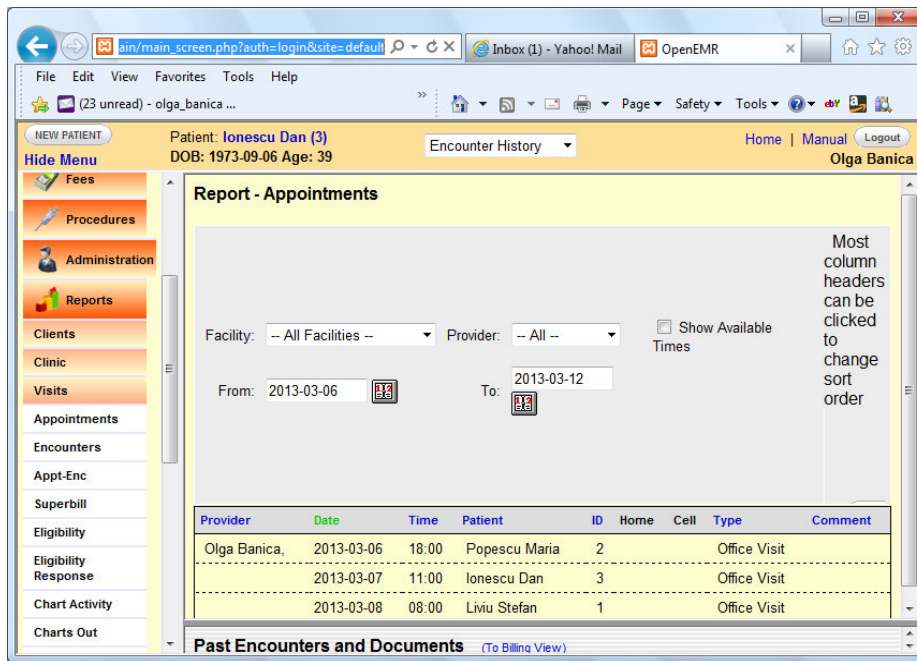 ain/main_screen.php?auth=login&site=default
Inbox (1) - Yahoo! Mail
OpenEMR
File Edit View Favorites Tools Help
(23 unread) - olga_banica ...
Page Safety Tools
NEW PATIENT
Hide Menu
Patient: Ionescu Dan (3)
DOB: 1973-09-06 Age: 39
Encounter History
Home | Manual Logout
Olga Banica
Fees
Procedures
Administration
Reports
Clients
Clinic
Visits
Appointments
Encounters
Appt-Enc
Superbill
Eligibility
Eligibility
Response
Chart Activity
Charts Out
Report - Appointments
Facility: -- All Facilities -- Provider: -- All --
Show Available
Times
From: 2013-03-06 To: 2013-03-12
Most
column
headers
can be
clicked
to
change
sort
order
Provider Date Time Patient ID Home Cell Type Comment
Olga Banica, 2013-03-06 18:00 Popescu Maria 2 Office Visit
2013-03-07 11:00 Ionescu Dan 3 Office Visit
2013-03-08 08:00 Liviu Stefan 1 Office Visit
Past Encounters and Documents (To Billing View)